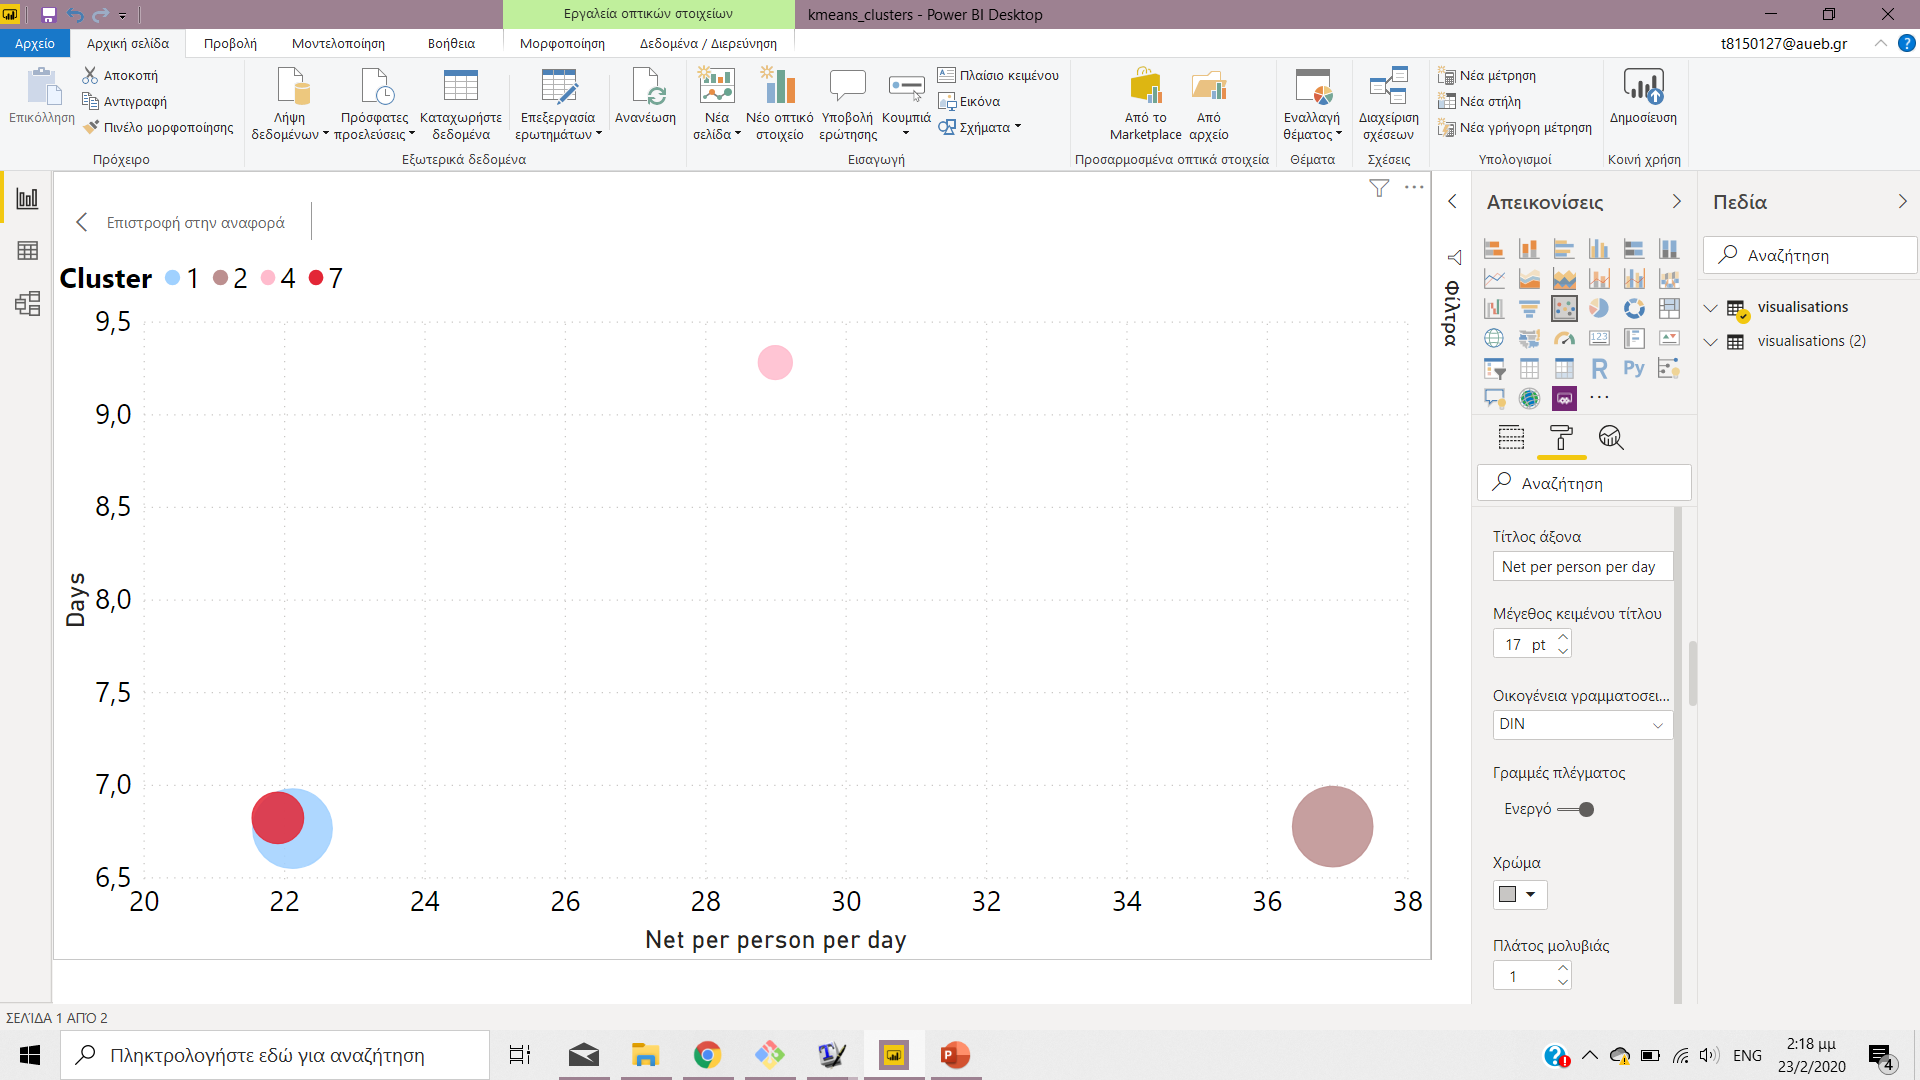 Εργαλεία οπτικών στοιχείων
kmeans_clusters - Power BI Desktop
Αρχείο
Αρχική σελίδα
Προβολή
Μοντελοποίηση
Βοήθεια
Μορφοποίηση
Δεδομένα / Διερεύνηση
t8150127@aueb.gr
?
Επικόλληση
Αποκοπή
Αντιγραφή
Πινέλο μορφοποίησης
Πρόχειρο
Λήψη
δεδομένων
Πρόσφατες
προελεύσεις
Καταχωρήστε
δεδομένα
Επεξεργασία
ερωτημάτων
Ανανέωση
Εξωτερικά δεδομένα
Νέα
σελίδα
Νέο οπτικό
στοιχείο
Υποβολή
ερώτησης
Κουμπιά
Πλαίσιο κειμένου
Εικόνα
Σχήματα
Εισαγωγή
Από το
Marketplace
Από
αρχείο
Προσαρμοσμένα οπτικά στοιχεία
Εναλλαγή
θέματος
Θέματα
Διαχείριση
σχέσεων
Σχέσεις
Νέα μέτρηση
Νέα στήλη
Νέα γρήγορη μέτρηση
Υπολογισμοί
Δημοσίευση
Κοινή χρήση
Επιστροφή στην αναφορά
Cluster 1 2 4 7
9,5
9,0
8,5
8,0
7,5
7,0
6,5
Days
20 22 24 26 28 30 32 34 36 38
Net per person per day
Φίλτρα
Απεικονίσεις
123
R
Py
Αναζήτηση
Τίτλος άξονα
Net per person per day
Μέγεθος κειμένου τίτλου
17 pt
Οικογένεια γραμματοσει...
DIN
Γραμμές πλέγματος
Ενεργό
Χρώμα
Πλάτος μολυβιάς
1
Πεδία
Αναζήτηση
visualisations
visualisations (2)
ΣΕΛΊΔΑ 1 ΑΠΌ 2
Πληκτρολογήστε εδώ για αναζήτηση
ENG
2:18 μμ
23/2/2020
4